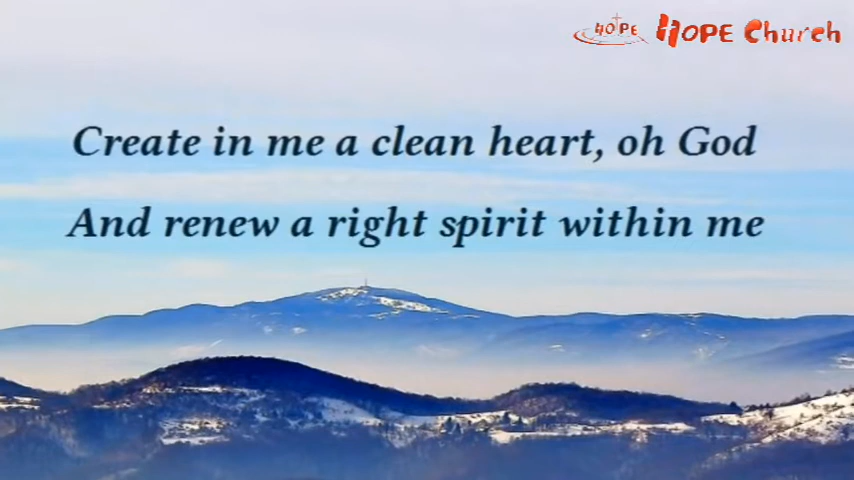 HOPE HOPE Church
Create in me a clean heart, oh God
And renew a right spirit within me